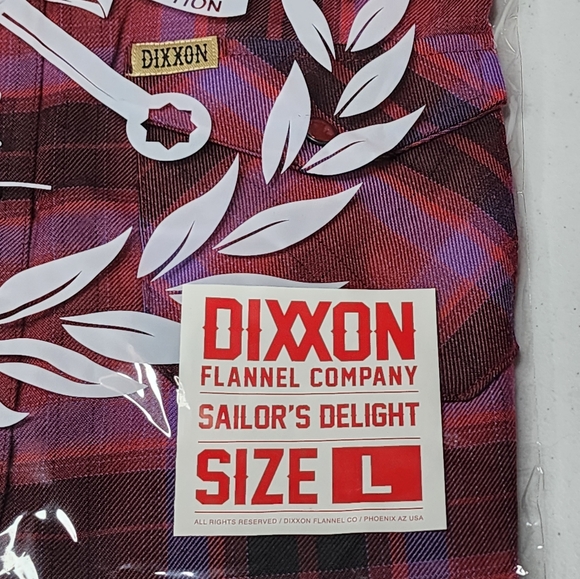 DIXXON
DIXXON
FLANNEL COMPANY
SAILOR'S DELIGHT
SIZE L
ALL RIGHTS RESERVED / DIXXON FLANNEL CO / PHOENIX AZ USA